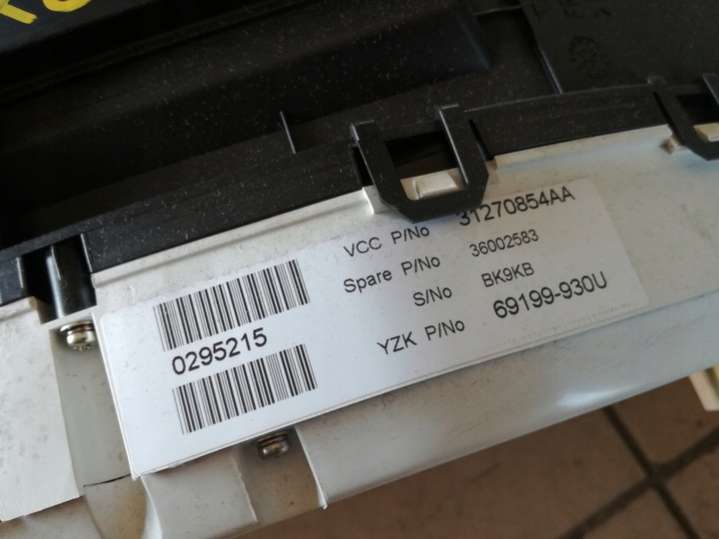 VCC P/No 31270854AA
Spare P/No 36002583
S/No BK9KB
YZK P/No 69199-930U
0295215